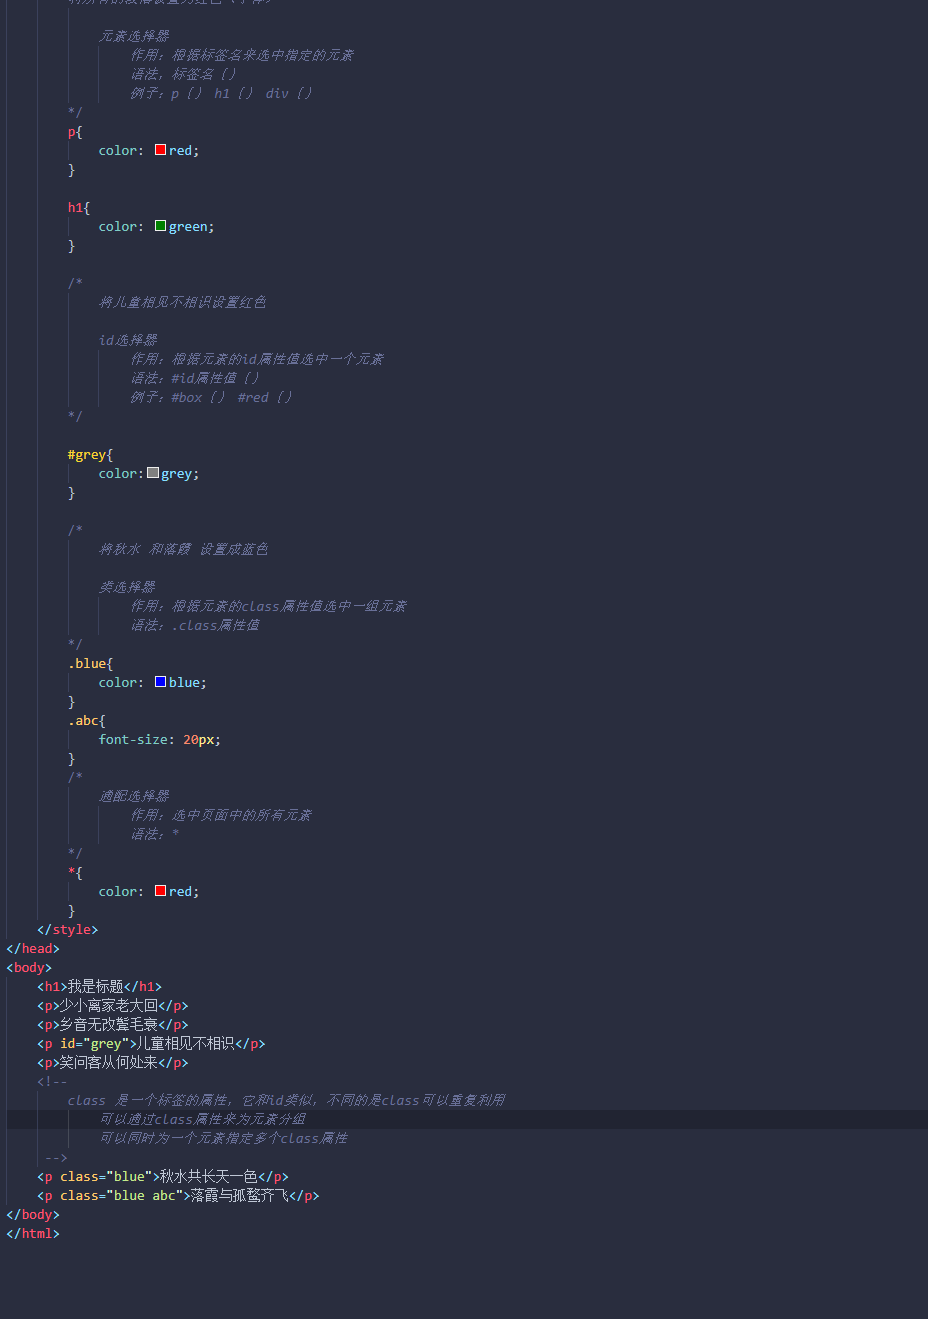 元素选择器
作用：根据标签名来选中指定的元素
语法，标签名｛｝
例子：p｛｝ h1｛｝ div｛｝
*/
p{
color: red;
}
h1{
color: green;
}
/*
将儿童相见不相识设置红色
id选择器
作用：根据元素的id属性值选中一个元素
语法：#id属性值｛｝
例子：#box｛｝ #red｛｝
*/
#grey{
color:grey;
}
/*
将秋水 和落霞 设置成蓝色
类选择器
作用：根据元素的class属性值选中一组元素
语法：.class属性值
*/
.blue{
color: blue;
}
.abc{
font-size: 20px;
}
/*
通配选择器
作用：选中页面中的所有元素
语法：*
*/
*{
color: red;
}
</style>
</head>
<body>
<h1>我是标题</h1>
<p>少小离家老大回</p>
<p>乡音无改鬓毛衰</p>
<p id="grey">儿童相见不相识</p>
<p>笑问客从何处来</p>
<!--
class 是一个标签的属性，它和id类似，不同的是class可以重复利用
可以通过class属性来为元素分组
可以同时为一个元素指定多个class属性
-->
<p class="blue">秋水共长天一色</p>
<p class="blue abc">落霞与孤鹜齐飞</p>
</body>
</html>